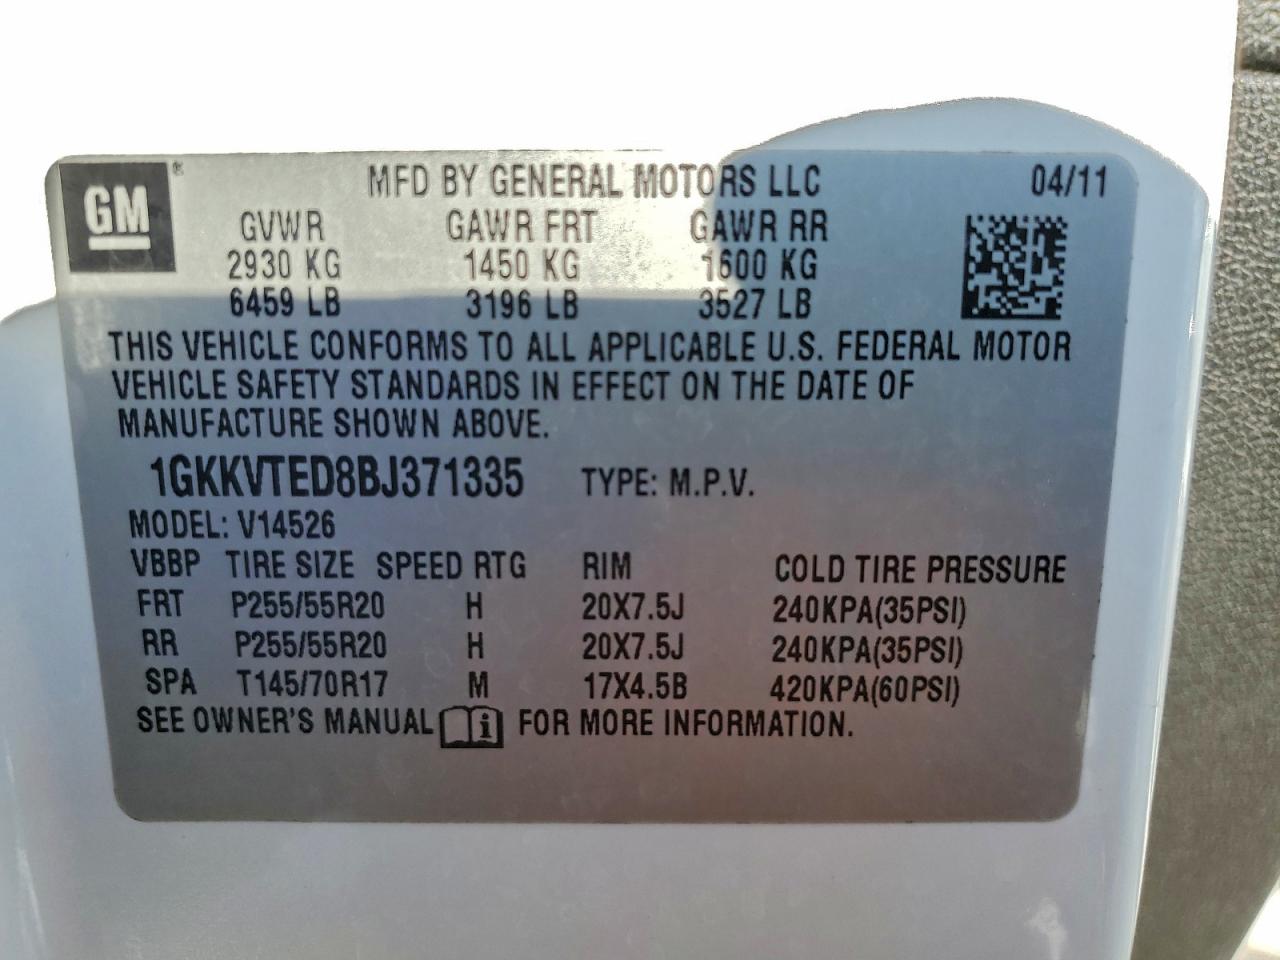 GM ® MFD BY GENERAL MOTORS LLC 04/11
GVWR GAWR FRT GAWR RR
2930 KG 1450 KG 1600 KG
6459 LB 3196 LB 3527 LB
THIS VEHICLE CONFORMS TO ALL APPLICABLE U.S. FEDERAL MOTOR
VEHICLE SAFETY STANDARDS IN EFFECT ON THE DATE OF
MANUFACTURE SHOWN ABOVE.
1GKKVTED8BJ371335 TYPE: M.P.V.
MODEL: V14526
VBBP TIRE SIZE SPEED RTG RIM COLD TIRE PRESSURE
FRT P255/55R20 H 20X7.5J 240KPA(35PSI)
RR P255/55R20 H 20X7.5J 240KPA(35PSI)
SPA T145/70R17 M 17X4.5B 420KPA(60PSI)
SEE OWNER'S MANUAL i FOR MORE INFORMATION.